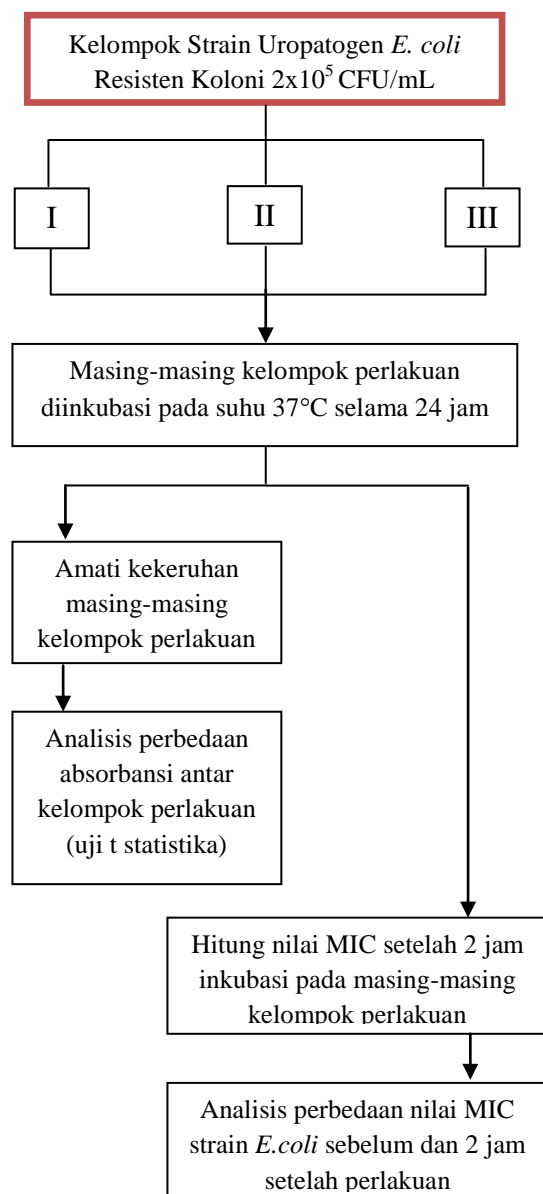 Kelompok Strain Uropatogen E. coli
Resisten Koloni 2x10⁵ CFU/mL
I
II
III
Masing-masing kelompok perlakuan
diinkubasi pada suhu 37°C selama 24 jam
Amati kekeruhan
masing-masing
kelompok perlakuan
Analisis perbedaan
absorbansi antar
kelompok perlakuan
(uji t statistika)
Hitung nilai MIC setelah 2 jam
inkubasi pada masing-masing
kelompok perlakuan
Analisis perbedaan nilai MIC
strain E.coli sebelum dan 2 jam
setelah perlakuan